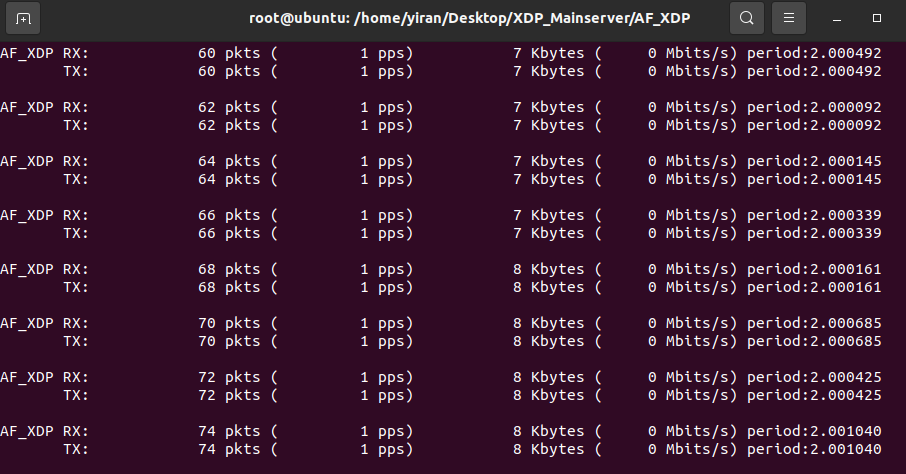 root@ubuntu: /home/yiran/Desktop/XDP_Mainserver/AF_XDP
AF_XDP RX:            60 pkts (         1 pps)           7 Kbytes (     0 Mbits/s) period:2.000492
       TX:            60 pkts (         1 pps)           7 Kbytes (     0 Mbits/s) period:2.000492
AF_XDP RX:            62 pkts (         1 pps)           7 Kbytes (     0 Mbits/s) period:2.000092
       TX:            62 pkts (         1 pps)           7 Kbytes (     0 Mbits/s) period:2.000092
AF_XDP RX:            64 pkts (         1 pps)           7 Kbytes (     0 Mbits/s) period:2.000145
       TX:            64 pkts (         1 pps)           7 Kbytes (     0 Mbits/s) period:2.000145
AF_XDP RX:            66 pkts (         1 pps)           7 Kbytes (     0 Mbits/s) period:2.000339
       TX:            66 pkts (         1 pps)           7 Kbytes (     0 Mbits/s) period:2.000339
AF_XDP RX:            68 pkts (         1 pps)           8 Kbytes (     0 Mbits/s) period:2.000161
       TX:            68 pkts (         1 pps)           8 Kbytes (     0 Mbits/s) period:2.000161
AF_XDP RX:            70 pkts (         1 pps)           8 Kbytes (     0 Mbits/s) period:2.000685
       TX:            70 pkts (         1 pps)           8 Kbytes (     0 Mbits/s) period:2.000685
AF_XDP RX:            72 pkts (         1 pps)           8 Kbytes (     0 Mbits/s) period:2.000425
       TX:            72 pkts (         1 pps)           8 Kbytes (     0 Mbits/s) period:2.000425
AF_XDP RX:            74 pkts (         1 pps)           8 Kbytes (     0 Mbits/s) period:2.001040
       TX:            74 pkts (         1 pps)           8 Kbytes (     0 Mbits/s) period:2.001040